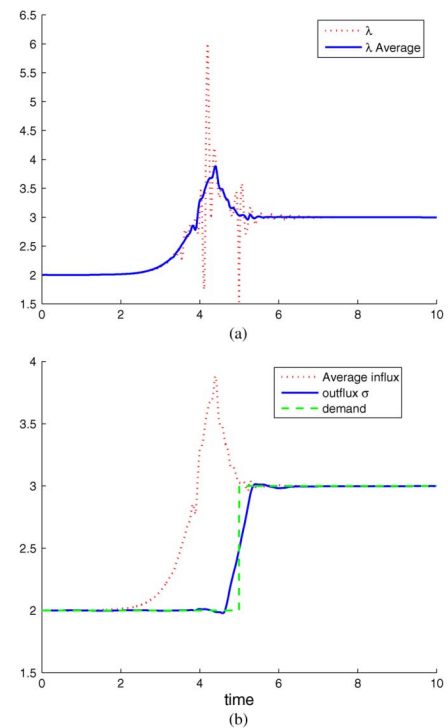 6.5
6
5.5
5
4.5
4
3.5
3
2.5
2
1.5
λ
λ Average
0 2 4 6 8 10
(a)
4
3.5
3
2.5
2
1.5
Average influx
outflux σ
demand
0 2 4 6 8 10
time
(b)